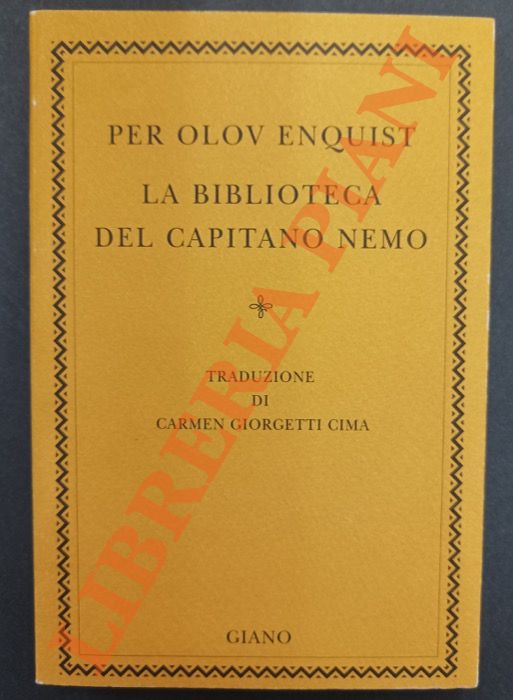 PER OLOV ENQUIST
LA BIBLIOTECA
DEL CAPITANO NEMO
TRADUZIONE
DI
CARMEN GIORGETTI CIMA
GIANO
LIBRERIA PIANI